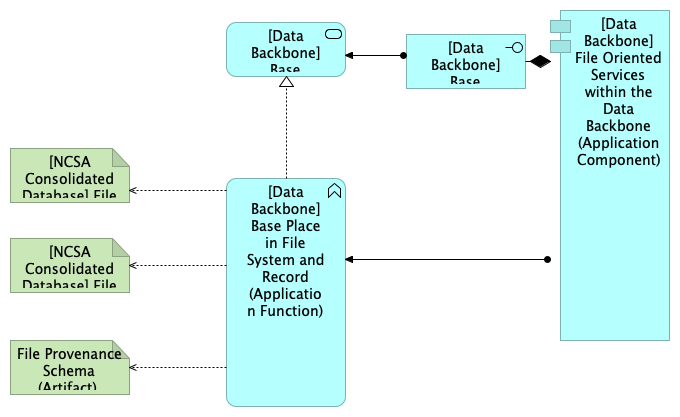 [Data
Backbone]
Base
[Data
Backbone]
Base
[Data
Backbone]
File Oriented
Services
within the
Data
Backbone
(Application
Component)
[NCSA
Consolidated
Database] File
[Data
Backbone]
Base Place
in File
System and
Record
(Applicatio
n Function)
[NCSA
Consolidated
Database] File
File Provenance
Schema
(Artifact)